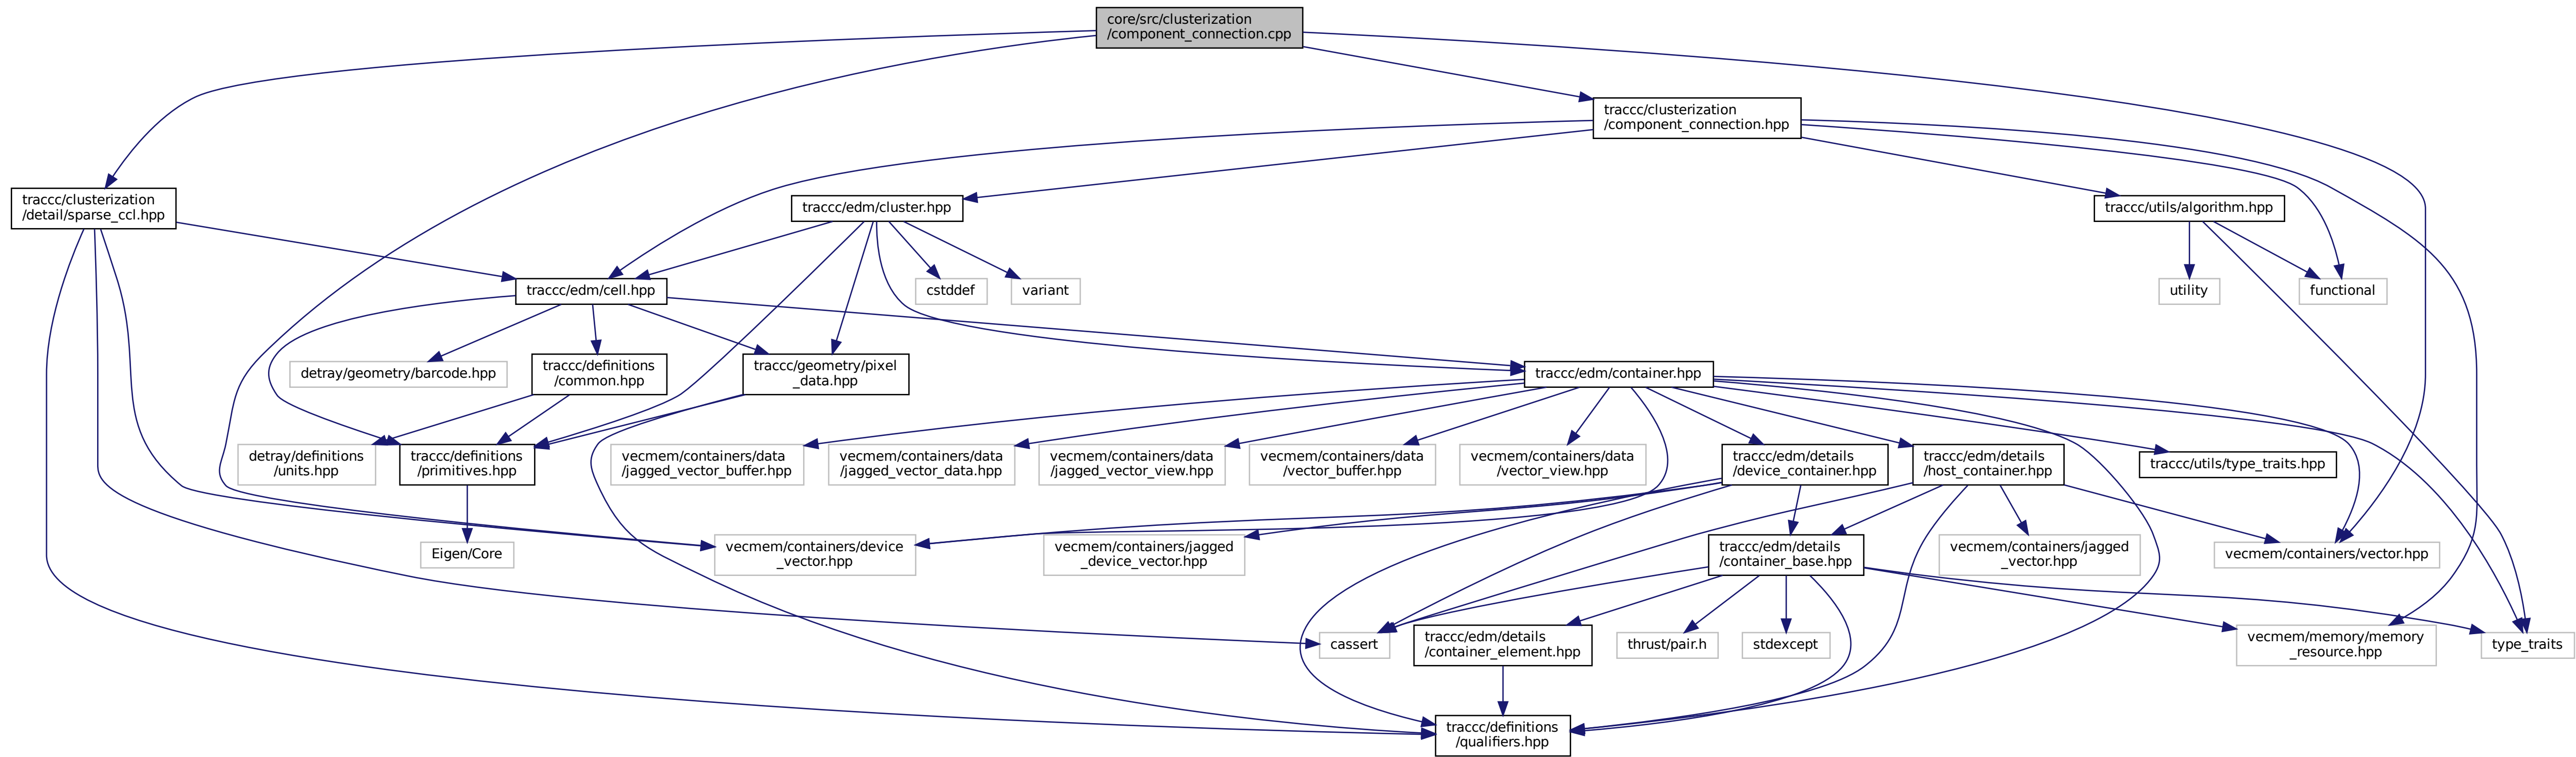 core/src/clusterization
/component_connection.cpp
traccc/clusterization
/component_connection.hpp
traccc/clusterization
/detail/sparse_ccl.hpp
traccc/edm/cluster.hpp
traccc/utils/algorithm.hpp
traccc/edm/cell.hpp
cstddef
variant
utility
functional
detray/geometry/barcode.hpp
traccc/definitions
/common.hpp
traccc/geometry/pixel
_data.hpp
traccc/edm/container.hpp
detray/definitions
/units.hpp
traccc/definitions
/primitives.hpp
vecmem/containers/data
/jagged_vector_buffer.hpp
vecmem/containers/data
/jagged_vector_data.hpp
vecmem/containers/data
/jagged_vector_view.hpp
vecmem/containers/data
/vector_buffer.hpp
vecmem/containers/data
/vector_view.hpp
traccc/edm/details
/device_container.hpp
traccc/edm/details
/host_container.hpp
traccc/utils/type_traits.hpp
Eigen/Core
vecmem/containers/device
_vector.hpp
vecmem/containers/jagged
_device_vector.hpp
traccc/edm/details
/container_base.hpp
vecmem/containers/jagged
_vector.hpp
vecmem/containers/vector.hpp
cassert
traccc/edm/details
/container_element.hpp
thrust/pair.h
stdexcept
vecmem/memory/memory
_resource.hpp
type_traits
traccc/definitions
/qualifiers.hpp